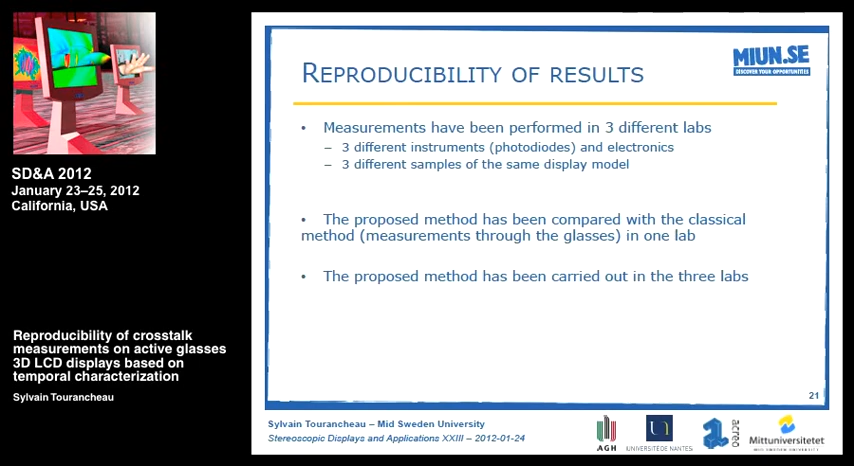 SD&A 2012
January 23–25, 2012
California, USA
Reproducibility of crosstalk
measurements on active glasses
3D LCD displays based on
temporal characterization
Sylvain Tourancheau
REPRODUCIBILITY OF RESULTS
MIUN.SE
DISCOVER YOUR OPPORTUNITIES
• Measurements have been performed in 3 different labs
– 3 different instruments (photodiodes) and electronics
– 3 different samples of the same display model
• The proposed method has been compared with the classical
method (measurements through the glasses) in one lab
• The proposed method has been carried out in the three labs
21
Sylvain Tourancheau – Mid Sweden University
Stereoscopic Displays and Applications XXIII – 2012-01-24
AGH
UNIVERSITÉ DE NANTES
acreo
Mittuniversitetet
MID SWEDEN UNIVERSITY